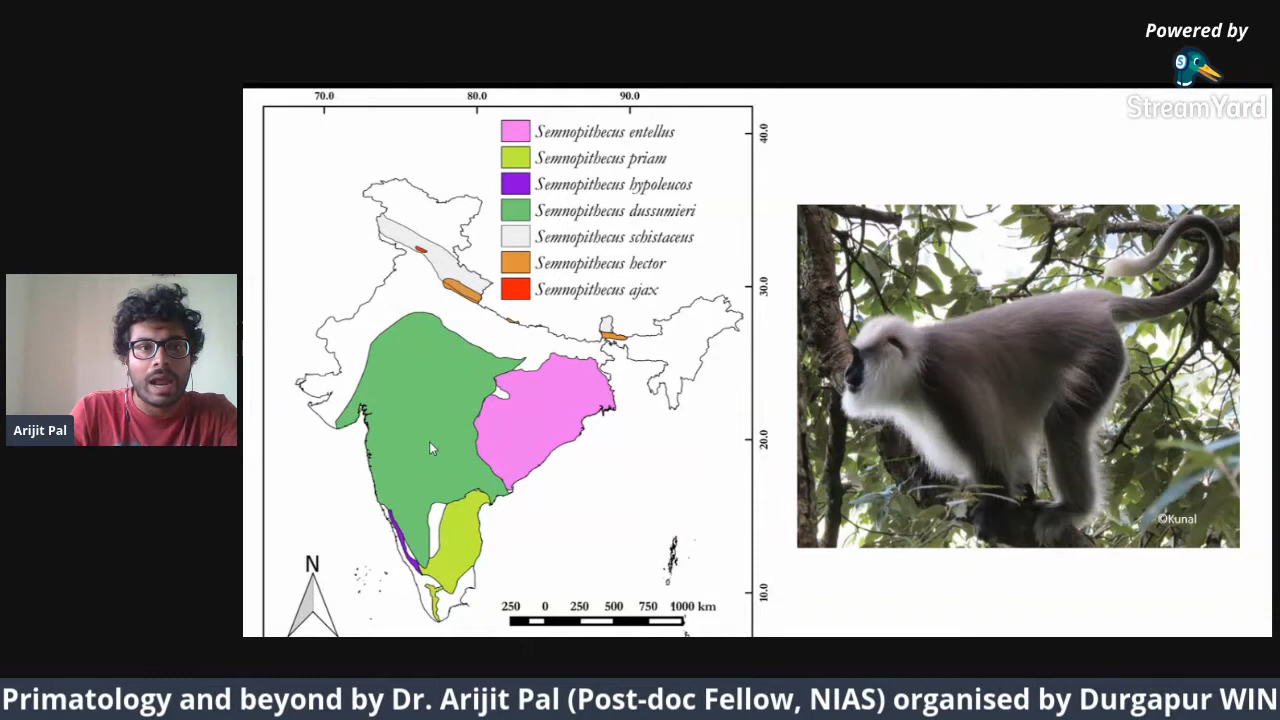 Powered by
StreamYard
70.0 80.0 90.0
40.0
Semnopithecus entellus
Semnopithecus priam
Semnopithecus hypoleucos
Semnopithecus dussumieri
Semnopithecus schistaceus
Semnopithecus hector
Semnopithecus ajax
30.0
20.0
10.0
N
250 0 250 500 750 1000 km
©Kunal
Arijit Pal
Primatology and beyond by Dr. Arijit Pal (Post-doc Fellow, NIAS) organised by Durgapur WIN